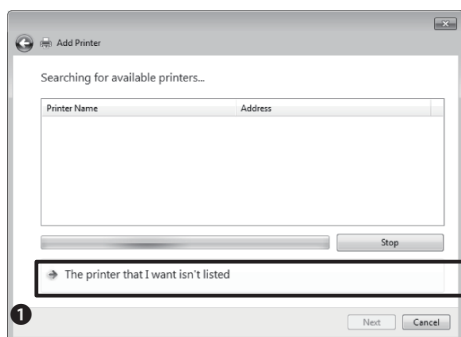 Add Printer
Searching for available printers...
Printer Name Address
Stop
The printer that I want isn't listed
1
Next Cancel